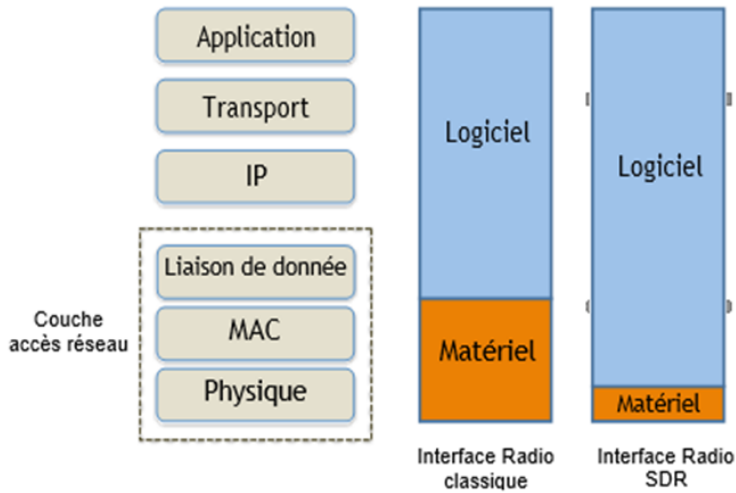 Application
Transport
IP
Couche
accès réseau
Liaison de donnée
MAC
Physique
Logiciel
Matériel
Interface Radio
classique
Logiciel
Matériel
Interface Radio
SDR